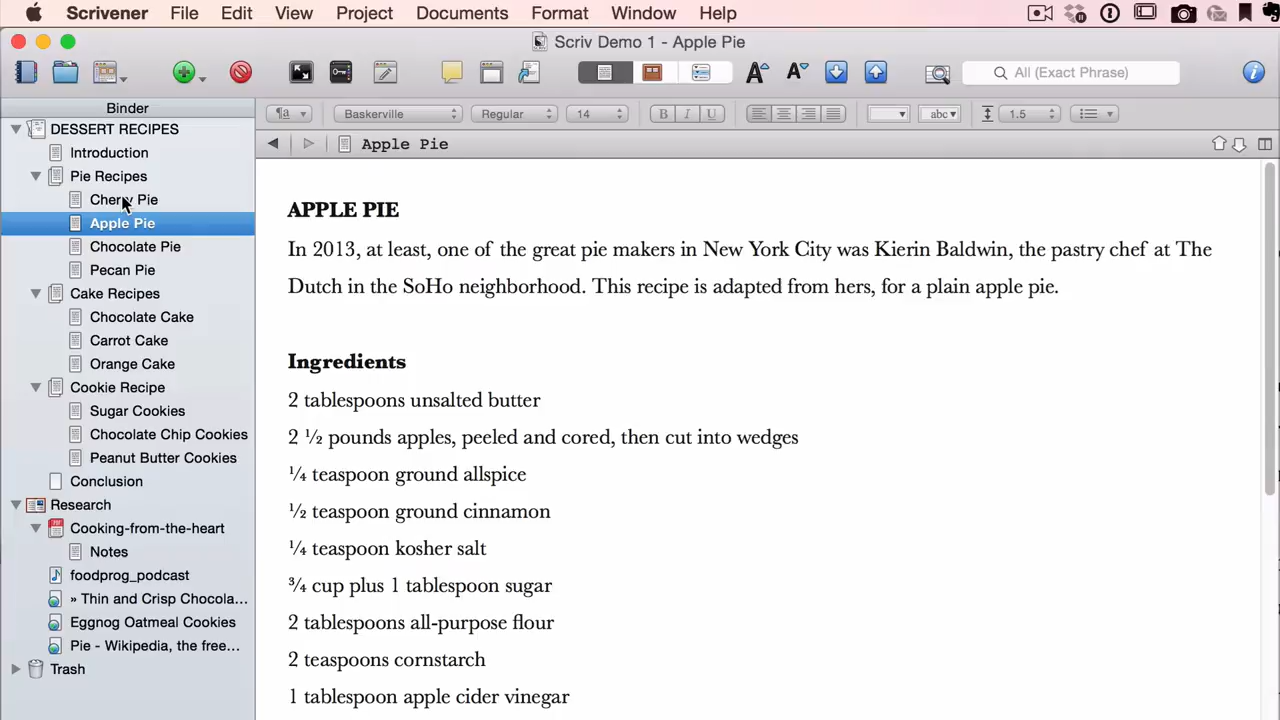 Scrivener File Edit View Project Documents Format Window Help
Scriv Demo 1 - Apple Pie
All (Exact Phrase)
Binder
¶a Baskerville Regular 14 B I U abc 1.5
DESSERT RECIPES
Introduction
Pie Recipes
Cherry Pie
Apple Pie
Chocolate Pie
Pecan Pie
Cake Recipes
Chocolate Cake
Carrot Cake
Orange Cake
Cookie Recipe
Sugar Cookies
Chocolate Chip Cookies
Peanut Butter Cookies
Conclusion
Research
Cooking-from-the-heart
Notes
foodprog_podcast
» Thin and Crisp Chocola...
Eggnog Oatmeal Cookies
Pie - Wikipedia, the free...
Trash
Apple Pie
APPLE PIE
In 2013, at least, one of the great pie makers in New York City was Kierin Baldwin, the pastry chef at The
Dutch in the SoHo neighborhood. This recipe is adapted from hers, for a plain apple pie.
Ingredients
2 tablespoons unsalted butter
2 ½ pounds apples, peeled and cored, then cut into wedges
¼ teaspoon ground allspice
½ teaspoon ground cinnamon
¼ teaspoon kosher salt
¾ cup plus 1 tablespoon sugar
2 tablespoons all-purpose flour
2 teaspoons cornstarch
1 tablespoon apple cider vinegar